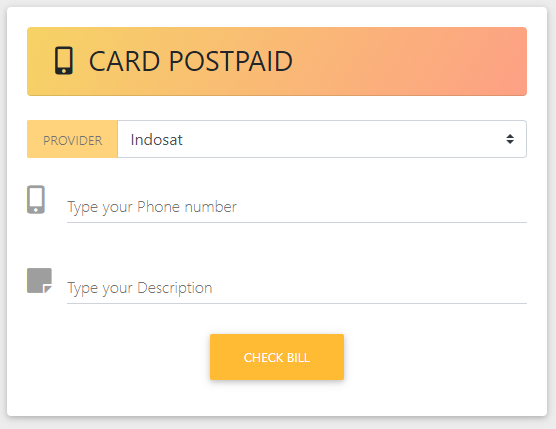 CARD POSTPAID
PROVIDER
Indosat
Type your Phone number
Type your Description
CHECK BILL